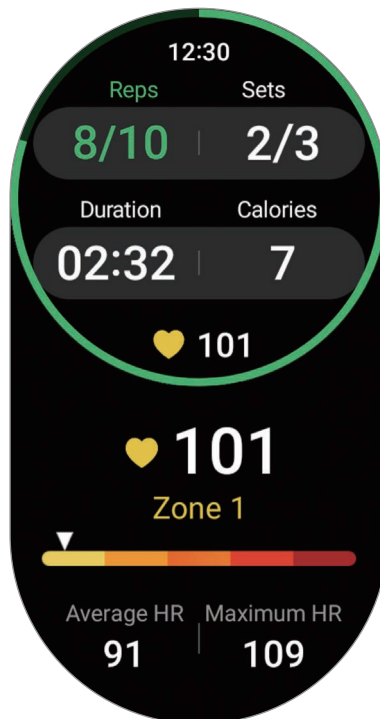 12:30
Reps Sets
8/10 2/3
Duration Calories
02:32 7
101
101
Zone 1
Average HR Maximum HR
91 109